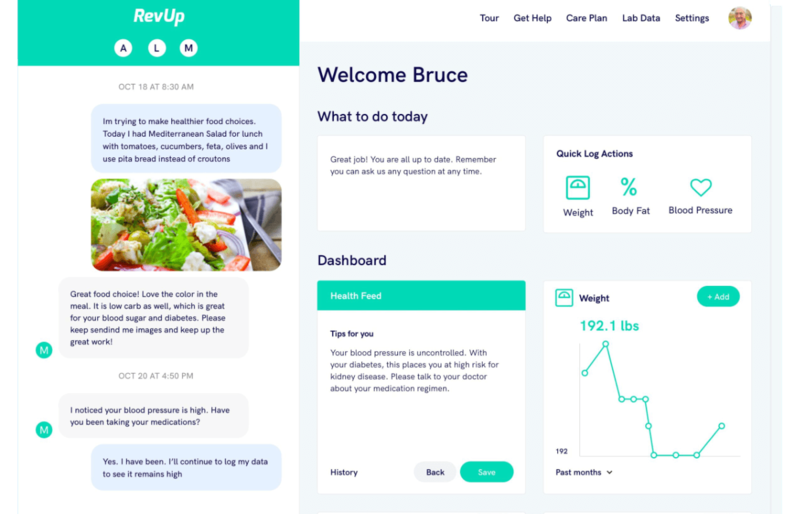 RevUp
A L M
OCT 18 AT 8:30 AM
Im trying to make healthier food choices.
Today I had Mediterranean Salad for lunch
with tomatoes, cucumbers, feta, olives and I
use pita bread instead of croutons
Great food choice! Love the color in the
meal. It is low carb as well, which is great
for your blood sugar and diabetes. Please
keep sendind me images and keep up the
great work!
M
OCT 20 AT 4:50 PM
I noticed your blood pressure is high. Have
you been taking your medications?
M
Yes. I have been. I'll continue to log my data
to see it remains high
Tour Get Help Care Plan Lab Data Settings
Welcome Bruce
What to do today
Great job! You are all up to date. Remember
you can ask us any question at any time.
Quick Log Actions
Weight Body Fat Blood Pressure
Dashboard
Health Feed
Tips for you
Your blood pressure is uncontrolled. With
your diabetes, this places you at high risk for
kidney disease. Please talk to your doctor
about your medication regimen.
History Back Save
Weight + Add
192.1 lbs
192
Past months